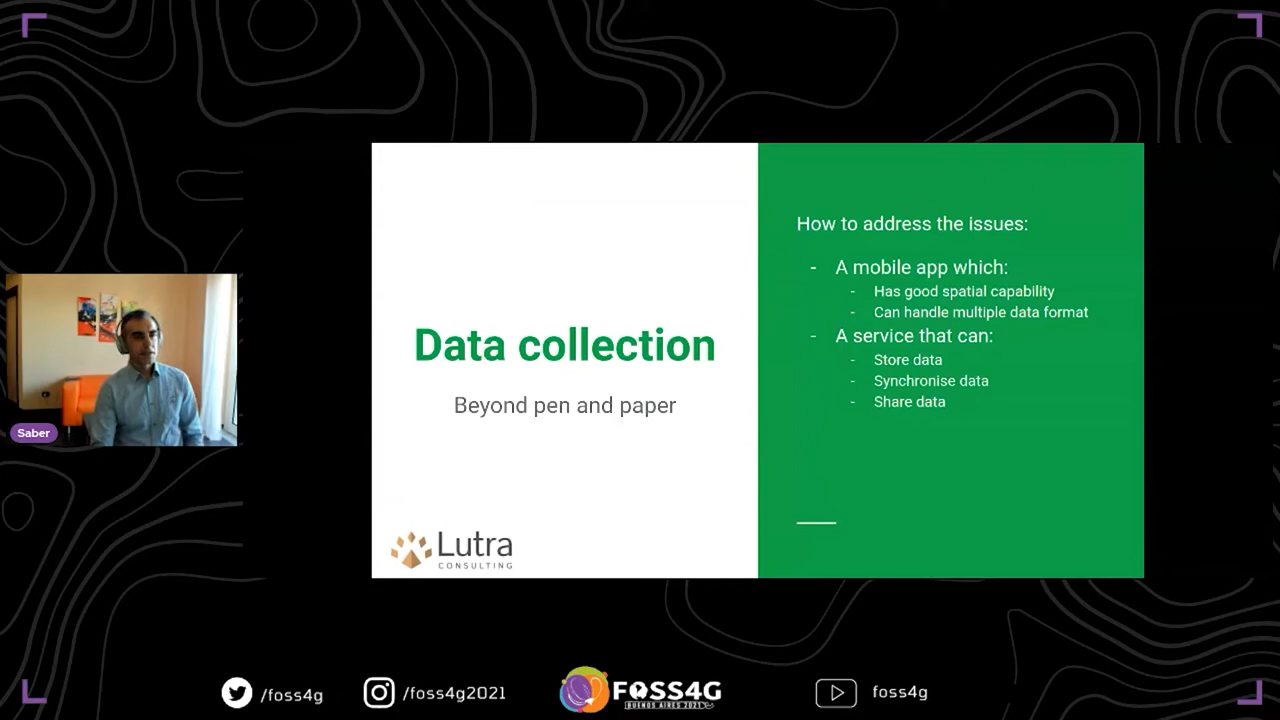 Data collection
Beyond pen and paper
Lutra
CONSULTING
How to address the issues:
- A mobile app which:
- Has good spatial capability
- Can handle multiple data format
- A service that can:
- Store data
- Synchronise data
- Share data
Saber
/foss4g
/foss4g2021
FOSS4G
BUENOS AIRES 2021
foss4g